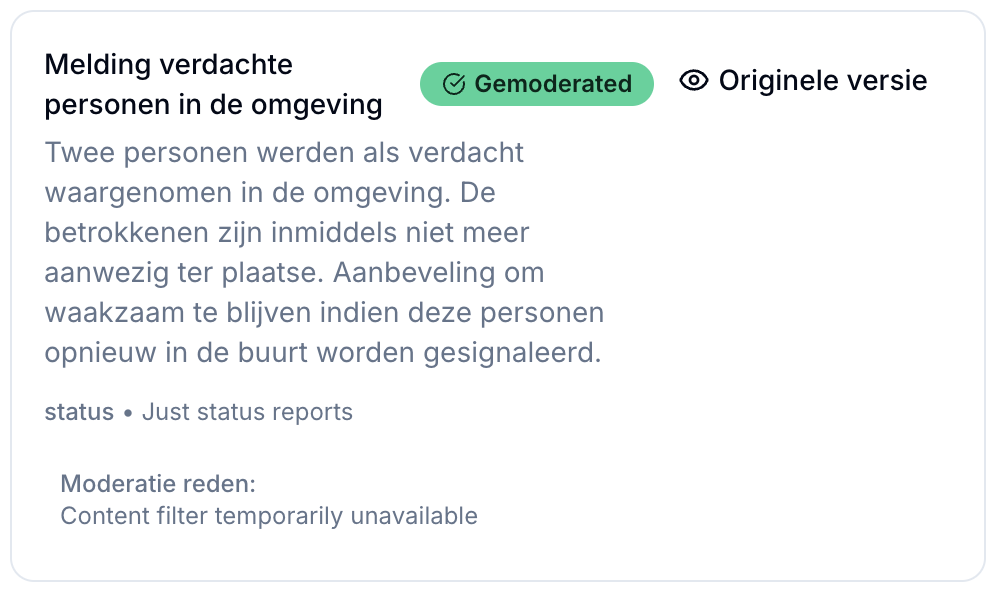 Melding verdachte
personen in de omgeving
Gemoderated
Originele versie
Twee personen werden als verdacht
waargenomen in de omgeving. De
betrokkenen zijn inmiddels niet meer
aanwezig ter plaatse. Aanbeveling om
waakzaam te blijven indien deze personen
opnieuw in de buurt worden gesignaleerd.
status • Just status reports
Moderatie reden:
Content filter temporarily unavailable